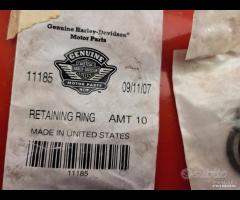 Genuine Harley-Davidson®
Motor Parts
GENUINE
MOTOR PARTS
11185
09/11/07
RETAINING RING AMT 10
MADE IN UNITED STATES
11185
subito